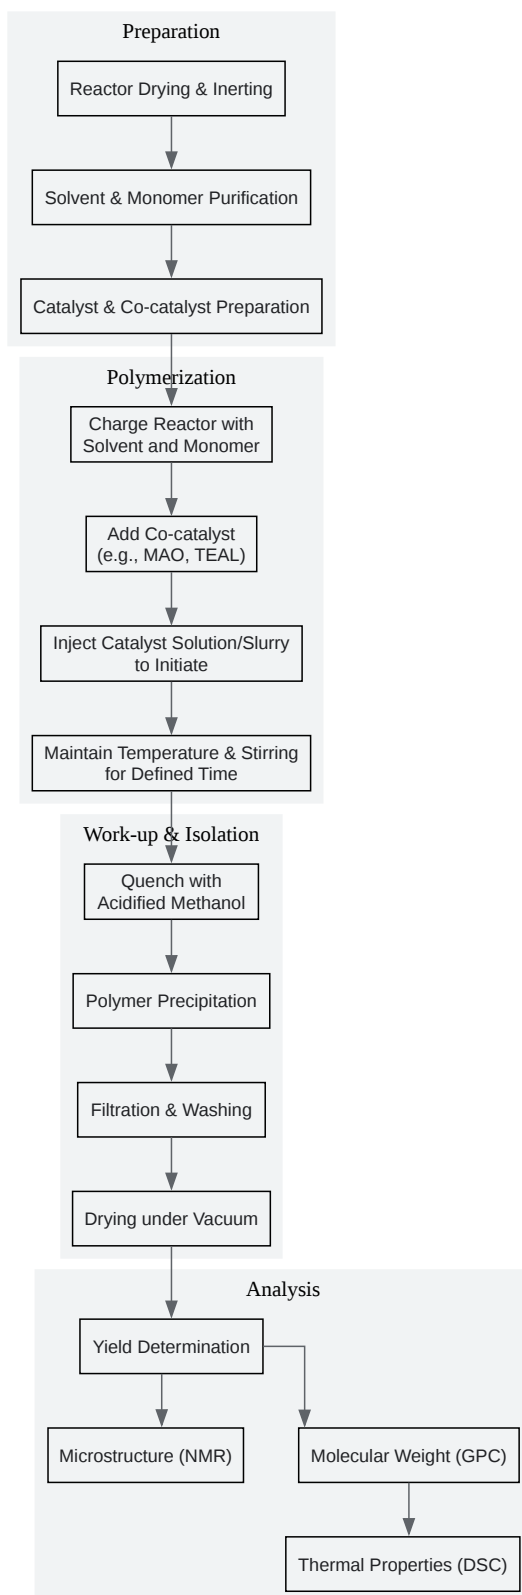 Preparation
Reactor Drying & Inerting
Solvent & Monomer Purification
Catalyst & Co-catalyst Preparation
Polymerization
Charge Reactor with
Solvent and Monomer
Add Co-catalyst
(e.g., MAO, TEAL)
Inject Catalyst Solution/Slurry
to Initiate
Maintain Temperature & Stirring
for Defined Time
Work-up & Isolation
Quench with
Acidified Methanol
Polymer Precipitation
Filtration & Washing
Drying under Vacuum
Analysis
Yield Determination
Microstructure (NMR)
Molecular Weight (GPC)
Thermal Properties (DSC)